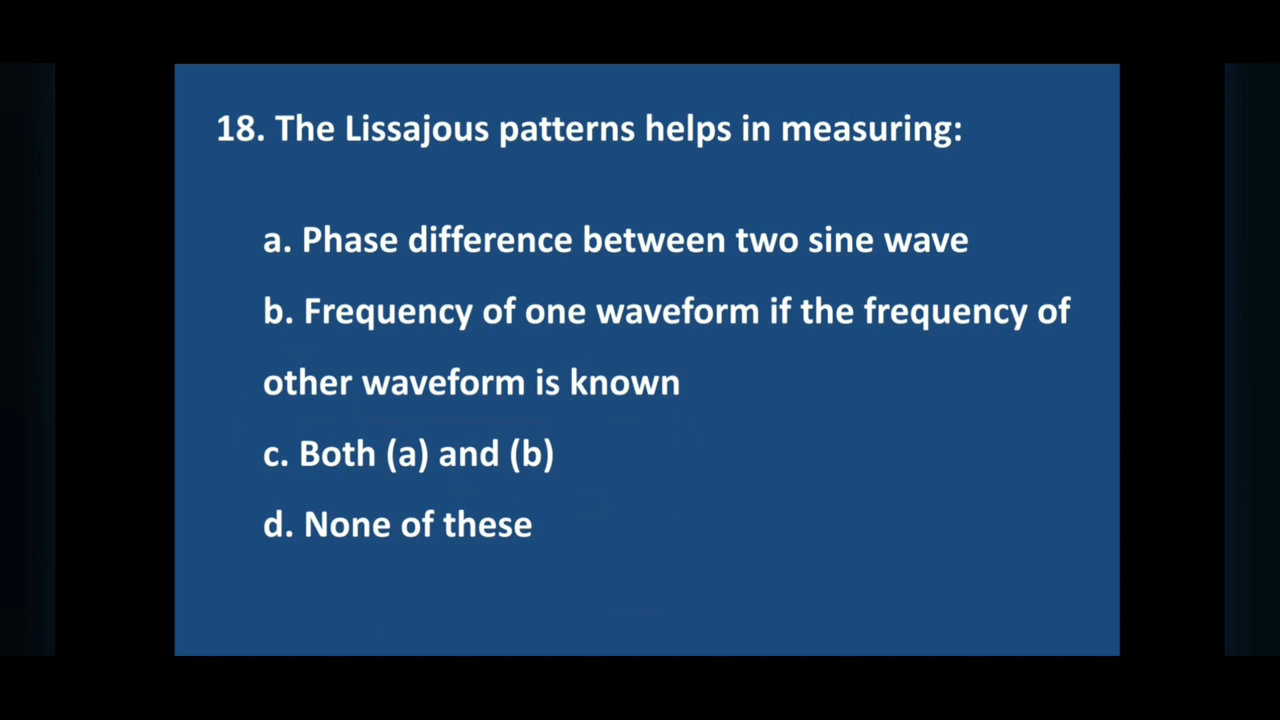 18. The Lissajous patterns helps in measuring:
a. Phase difference between two sine wave
b. Frequency of one waveform if the frequency of
other waveform is known
c. Both (a) and (b)
d. None of these